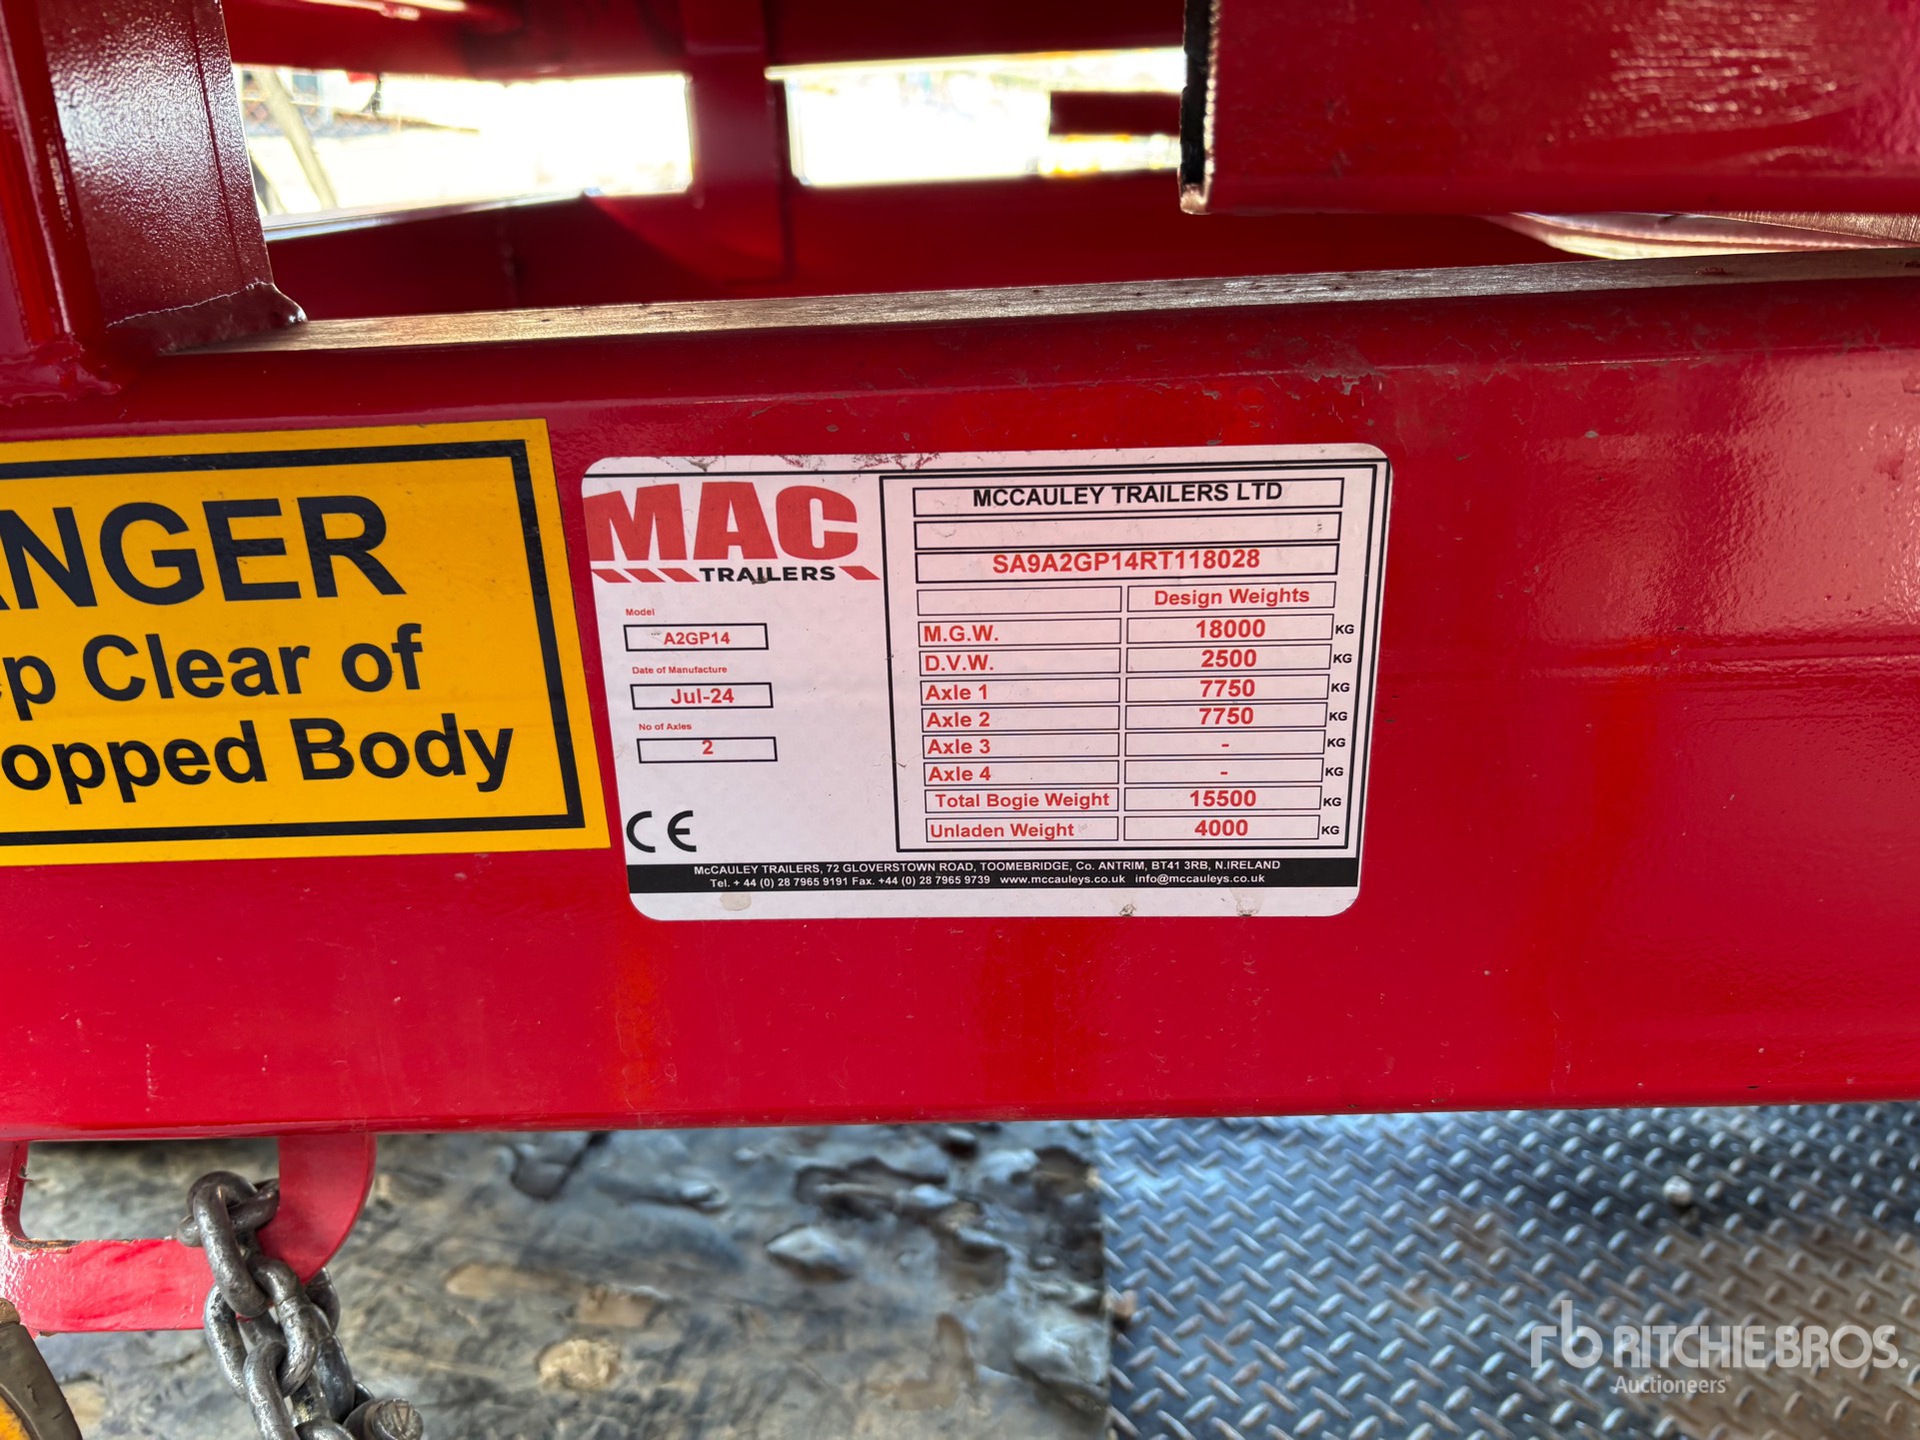 ANGER
ep Clear of
opped Body
MAC
TRAILERS
Model
A2GP14
Date of Manufacture
Jul-24
No of Axles
2
CE
MCCAULEY TRAILERS LTD
SA9A2GP14RT118028
Design Weights
M.G.W. 18000 KG
D.V.W. 2500 KG
Axle 1 7750 KG
Axle 2 7750 KG
Axle 3 - KG
Axle 4 - KG
Total Bogie Weight 15500 KG
Unladen Weight 4000 KG
McCAULEY TRAILERS, 72 GLOVERSTOWN ROAD, TOOMEBRIDGE, Co. ANTRIM, BT41 3RB, N.IRELAND
Tel. + 44 (0) 28 7965 9191 Fax. +44 (0) 28 7965 9739 www.mccauleys.co.uk info@mccauleys.co.uk
rb RITCHIE BROS.
Auctioneers